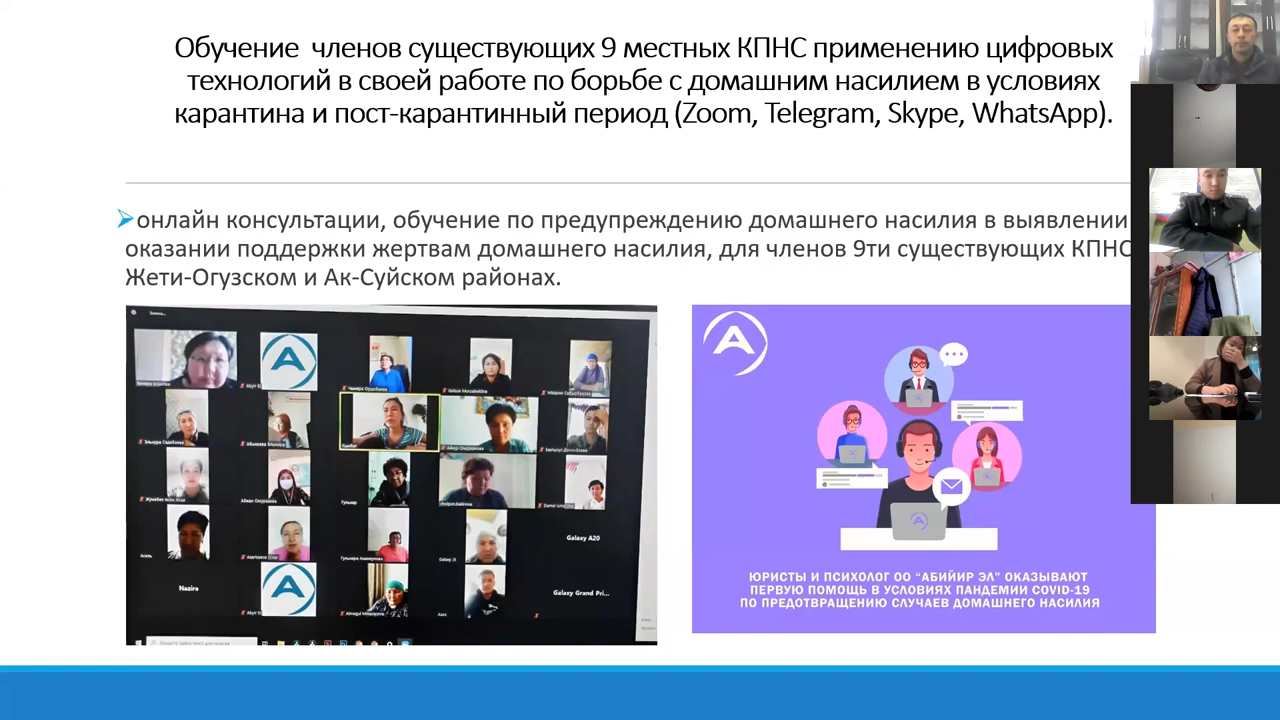 Обучение членов существующих 9 местных КПНС применению цифровых
технологий в своей работе по борьбе с домашним насилием в условиях
карантина и пост-карантинный период (Zoom, Telegram, Skype, WhatsApp).
онлайн консультации, обучение по предупреждению домашнего насилия в выявлении
оказании поддержки жертвам домашнего насилия, для членов 9ти существующих КПНС
Жети-Огузском и Ак-Суйском районах.
Гульнар
Асель
Galaxy A20
Nazira
Galaxy Grand Pri...
ЮРИСТЫ И ПСИХОЛОГ ОО “АБИЙИР ЭЛ” ОКАЗЫВАЮТ
ПЕРВУЮ ПОМОЩЬ В УСЛОВИЯХ ПАНДЕМИИ COVID-19
ПО ПРЕДОТВРАЩЕНИЮ СЛУЧАЕВ ДОМАШНЕГО НАСИЛИЯ